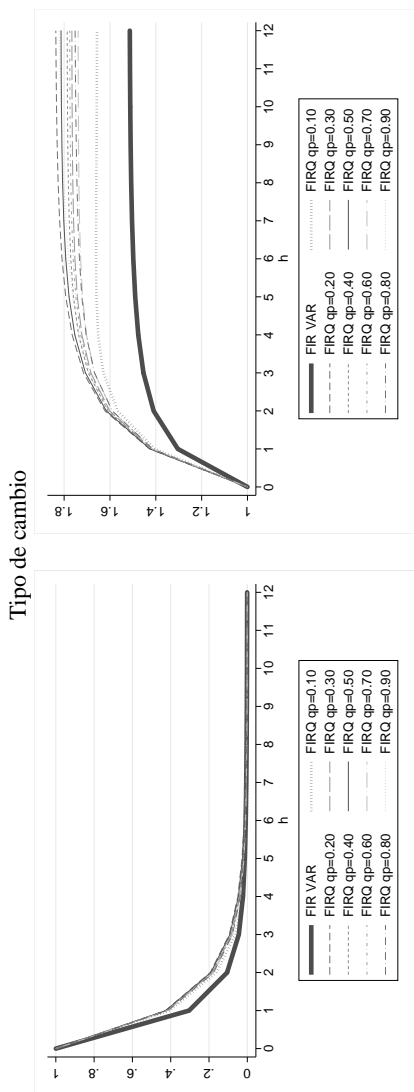 Tipo de cambio
1 .8 .6 .4 .2 0
0 1 2 3 4 5 6 7 8 9 10 11 12
h
FIR VAR FIRQ qp=0.10
FIRQ qp=0.20 FIRQ qp=0.30
FIRQ qp=0.40 FIRQ qp=0.50
FIRQ qp=0.60 FIRQ qp=0.70
FIRQ qp=0.80 FIRQ qp=0.90
1.8 1.6 1.4 1.2 1
0 1 2 3 4 5 6 7 8 9 10 11 12
h
FIR VAR FIRQ qp=0.10
FIRQ qp=0.20 FIRQ qp=0.30
FIRQ qp=0.40 FIRQ qp=0.50
FIRQ qp=0.60 FIRQ qp=0.70
FIRQ qp=0.80 FIRQ qp=0.90